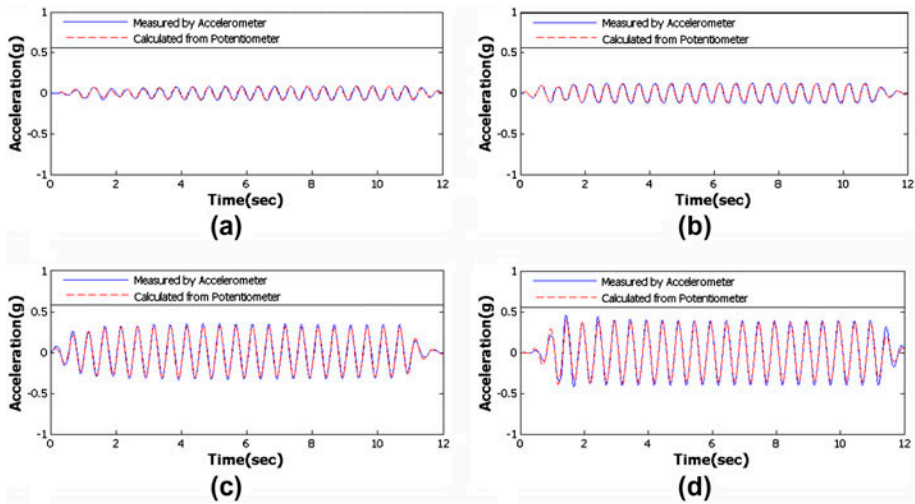 Measured by Accelerometer
Calculated from Potentiometer
Acceleration(g)
1
0.5
0
-0.5
-1
0 2 4 6 8 10 12
Time(sec)
(a)
Measured by Accelerometer
Calculated from Potentiometer
Acceleration(g)
1
0.5
0
-0.5
-1
0 2 4 6 8 10 12
Time(sec)
(b)
Measured by Accelerometer
Calculated from Potentiometer
Acceleration(g)
1
0.5
0
-0.5
-1
0 2 4 6 8 10 12
Time(sec)
(c)
Measured by Accelerometer
Calculated from Potentiometer
Acceleration(g)
1
0.5
0
-0.5
-1
0 2 4 6 8 10 12
Time(sec)
(d)